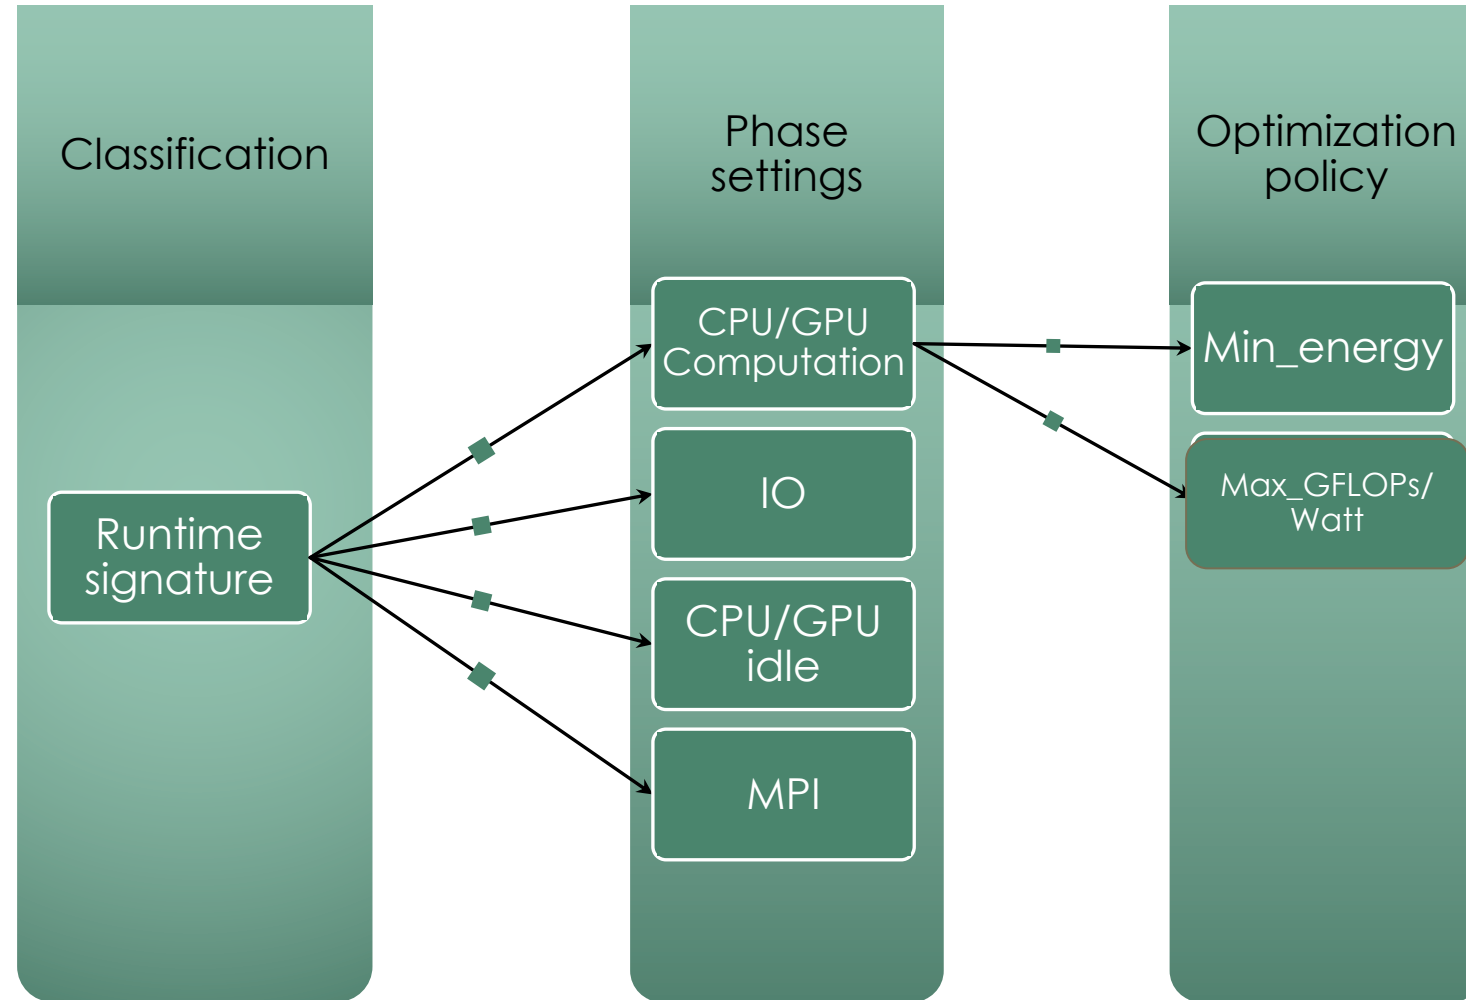 Classification
Runtime
signature
Phase
settings
CPU/GPU
Computation
IO
CPU/GPU
idle
MPI
Optimization
policy
Min_energy
Max_GFLOPs/
Watt